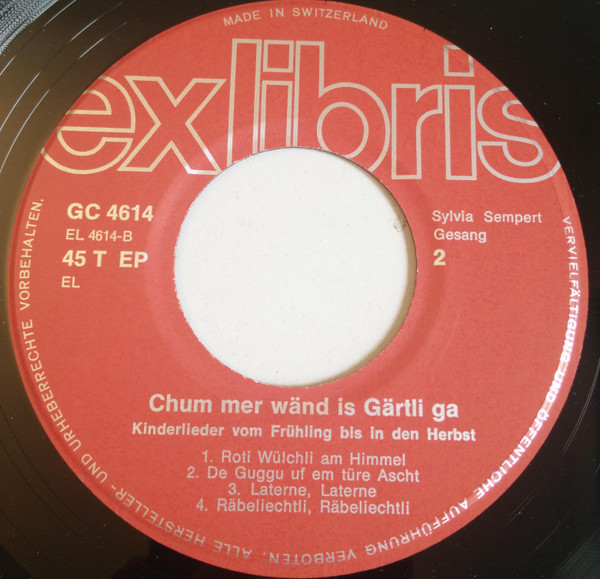 MADE IN SWITZERLAND
exlibris
GC 4614
EL 4614-B
45 T EP
EL
Sylvia Sempert
Gesang
2
Chum mer wänd is Gärtli ga
Kinderlieder vom Frühling bis in den Herbst
1. Roti Wülchli am Himmel
2. De Guggu uf em türe Ascht
3. Laterne, Laterne
4. Räbeliechtli, Räbeliechtli
ALLE HERSTELLER- UND URHEBERRECHTE VORBEHALTEN.
VERVIELFÄLTIGUNG UND ÖFFENTLICHE AUFFÜHRUNG VERBOTEN.